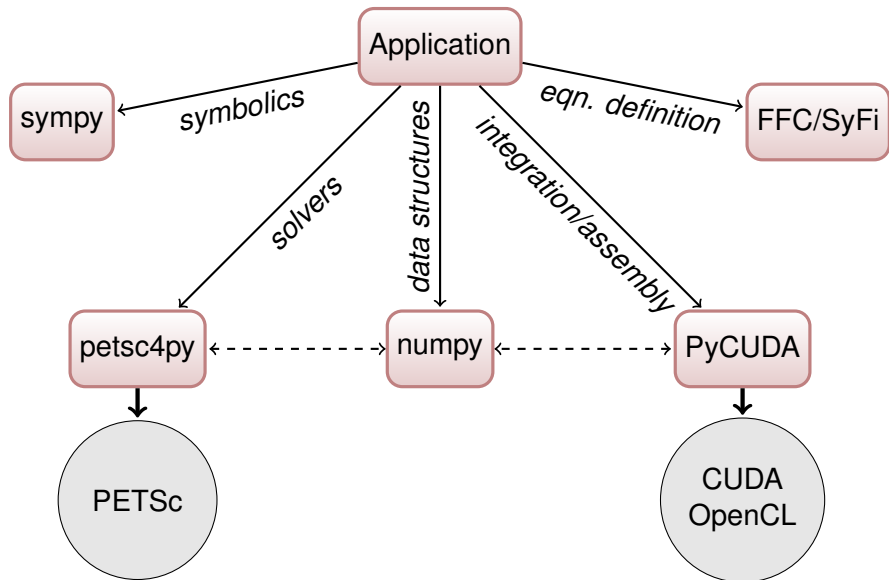 Application
sympy
symbolics
eqn. definition
FFC/SyFi
solvers
data structures
integration/assembly
petsc4py
numpy
PyCUDA
PETSc
CUDA
OpenCL